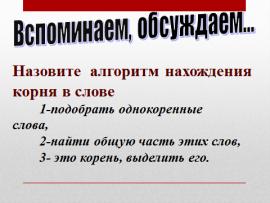 Вспоминаем, обсуждаем...
Назовите алгоритм нахождения
корня в слове
1-подобрать однокоренные
слова,
2-найти общую часть этих слов,
3- это корень, выделить его.